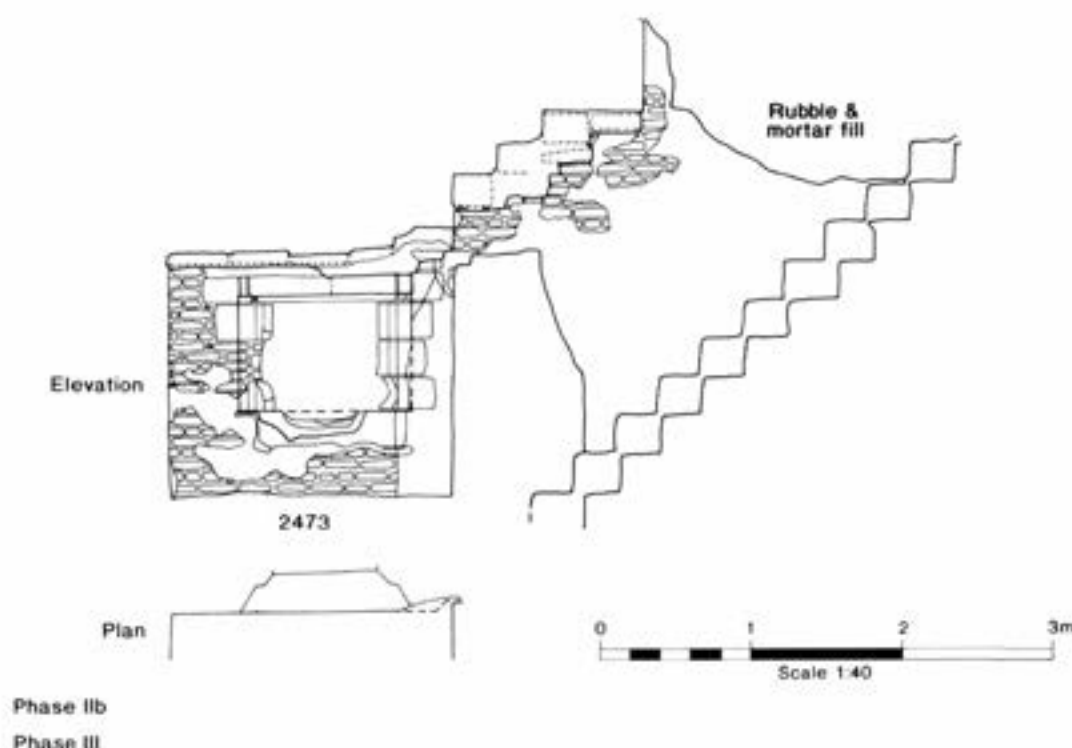 Rubble &
mortar fill
Elevation
2473
Plan
0 1 2 3m
Scale 1:40
Phase IIb
Phase III